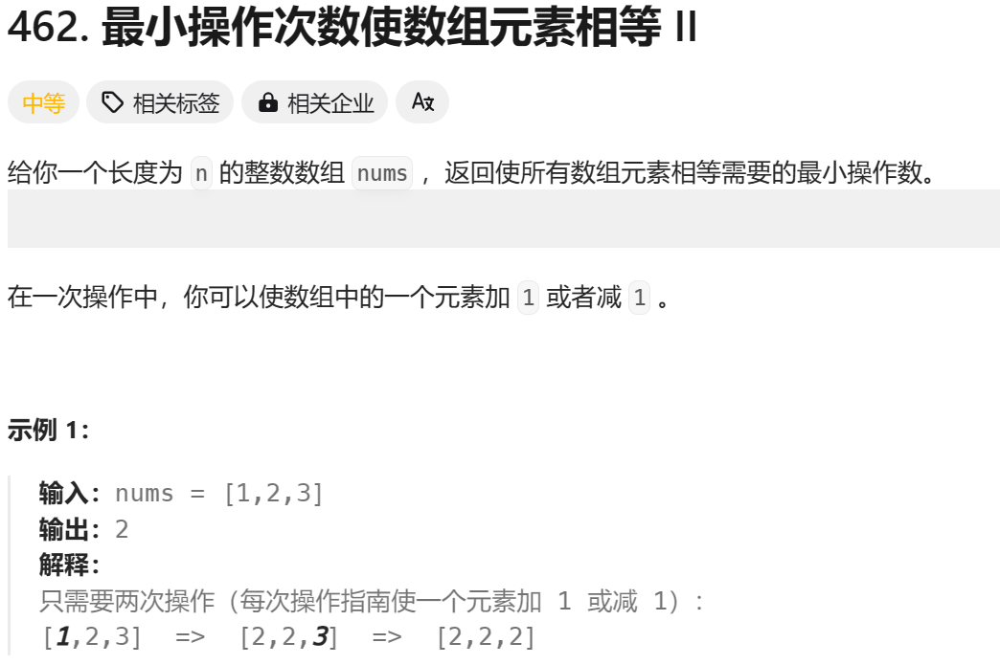 462. 最小操作次数使数组元素相等 II
中等 相关标签 相关企业 A文
给你一个长度为 n 的整数数组 nums ，返回使所有数组元素相等需要的最小操作数。
在一次操作中，你可以使数组中的一个元素加 1 或者减 1 。
示例 1：
输入：nums = [1,2,3]
输出：2
解释：
只需要两次操作（每次操作指南使一个元素加 1 或减 1）：
[1,2,3]  =>  [2,2,3]  =>  [2,2,2]